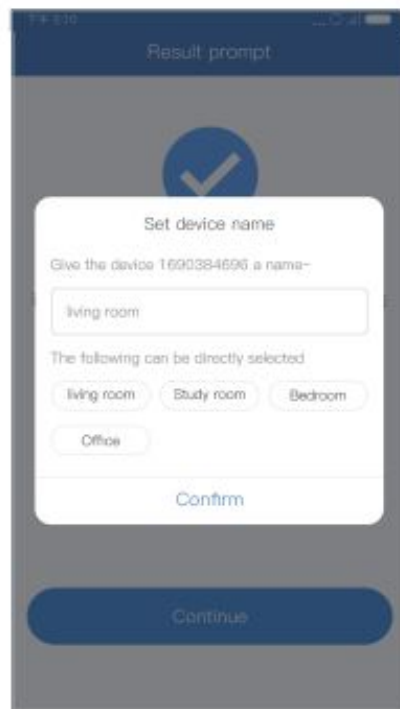 Result prompt
Set device name
Give the device 1690384696 a name~
living room
The following can be directly selected
living room Study room Bedroom
Office
Confirm
Continue